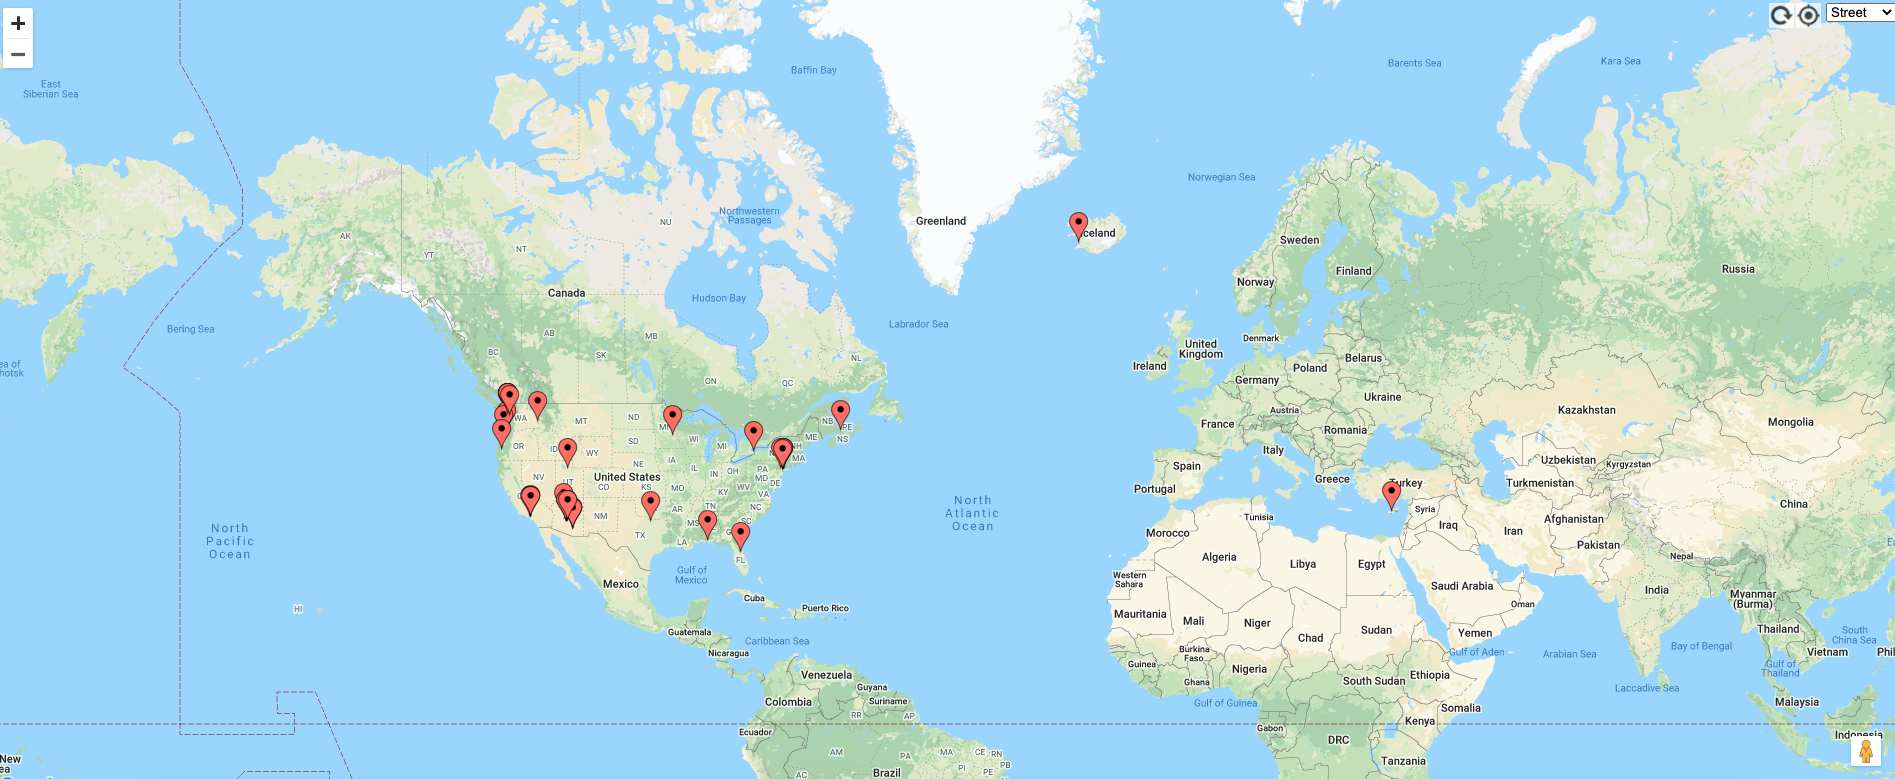 +
−
Street
East
Siberian Sea
Baffin Bay
Barents Sea
Kara Sea
Norwegian Sea
Northwestern
Passages
NU
Greenland
Iceland
AK
NT
YT
Sweden
Finland
Russia
Norway
Canada
Hudson Bay
Labrador Sea
Bering Sea
ea of
hotsk
AB
MB
BC
SK
NL
ON
QC
United
Kingdom
Denmark
Ireland
Belarus
Poland
Germany
Ukraine
Austria
France
Romania
Kazakhstan
Mongolia
WA
MT
ND
NB
PE
NS
OR
SD
WI
MI
NH
ME
MA
Italy
Spain
Portugal
Greece
Turkey
Uzbekistan
Kyrgyzstan
Turkmenistan
NV
UT
CO
NE
IA
IL
IN
OH
PA
MD
DE
United States
KS
KY
WV
VA
NM
AR
TN
NC
SC
MS
TX
LA
FL
North
Atlantic
Ocean
North
Pacific
Ocean
Tunisia
Syria
Iraq
Iran
Afghanistan
Pakistan
China
Morocco
Algeria
Libya
Egypt
Nepal
Western
Sahara
Saudi Arabia
India
Myanmar
(Burma)
Oman
Gulf of
Mexico
Mexico
Cuba
Puerto Rico
HI
Mauritania
Mali
Niger
Chad
Sudan
Yemen
Thailand
South
China Sea
Guatemala
Caribbean Sea
Nicaragua
Burkina
Faso
Guinea
Gulf of Aden
Arabian Sea
Bay of Bengal
Vietnam
Phil
Gulf of
Thailand
Venezuela
Guyana
Suriname
Colombia
Ghana
Nigeria
South Sudan
Ethiopia
Laccadive Sea
Malaysia
Gulf of Guinea
Somalia
RR
AP
Ecuador
Gabon
Kenya
DRC
Indonesia
Tanzania
New
ea
AM
PA
MA
CE
RN
PB
PI
PE
AC
TO
Brazil